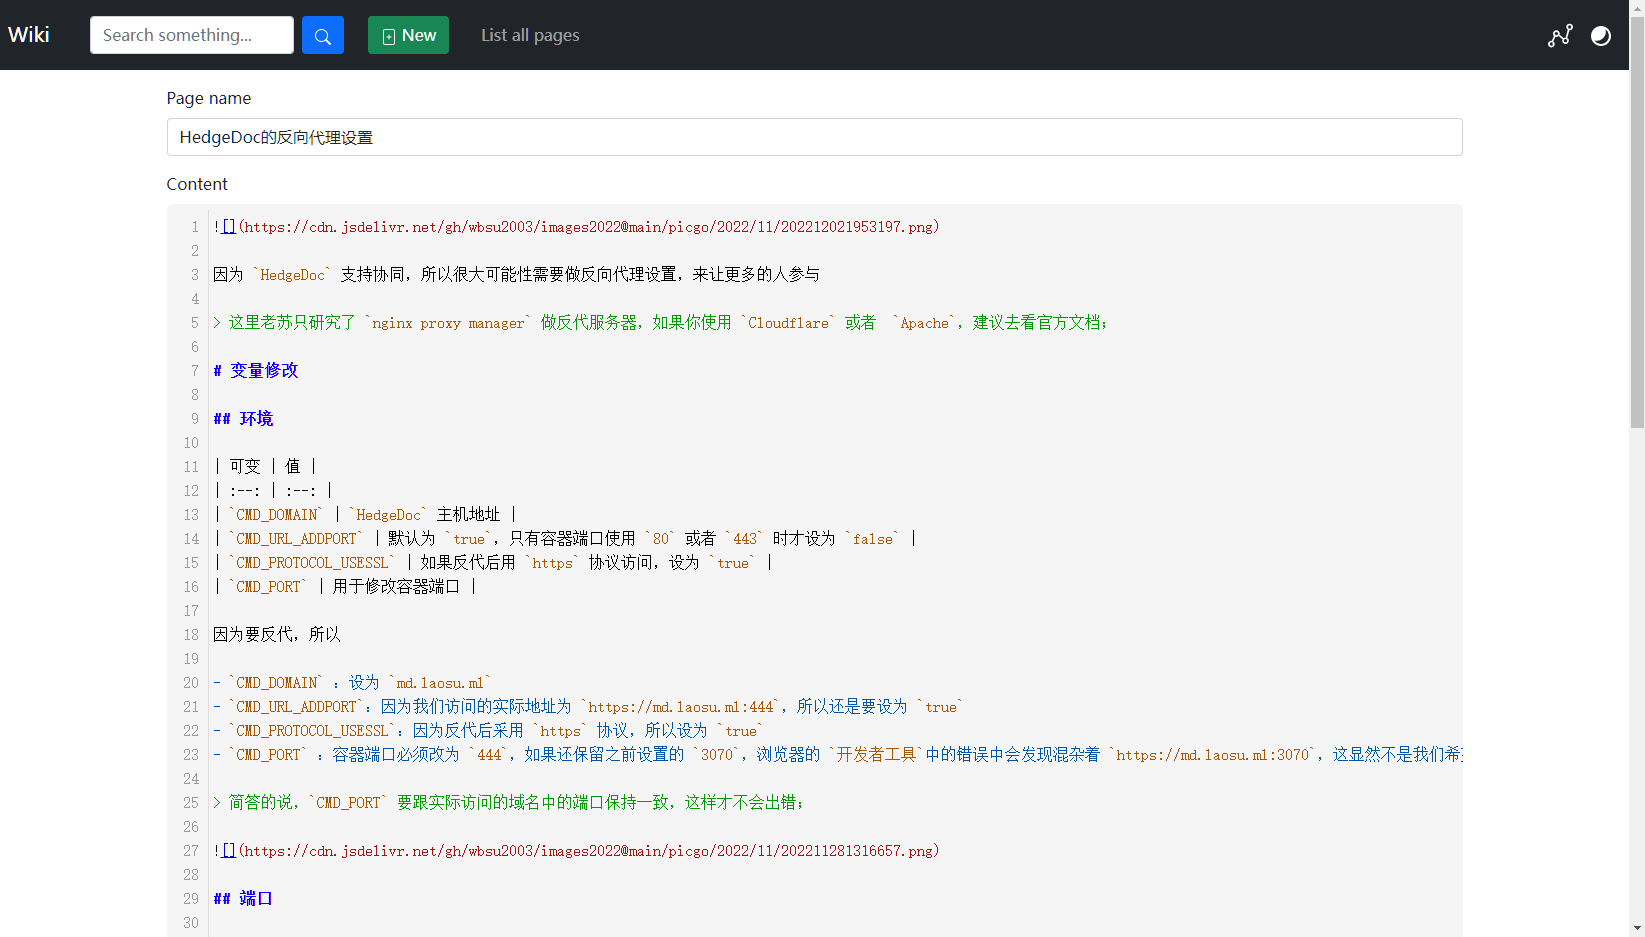 Wiki
Search something...
New
List all pages
Page name
HedgeDoc的反向代理设置
Content
1 ![](https://cdn.jsdelivr.net/gh/wbsu2003/images2022@main/picgo/2022/11/202212021953197.png)
2
3 因为 `HedgeDoc` 支持协同，所以很大可能性需要做反向代理设置，来让更多的人参与
4
5 > 这里老苏只研究了 `nginx proxy manager` 做反代服务器，如果你使用 `Cloudflare` 或者  `Apache`，建议去看官方文档；
6
7 # 变量修改
8
9 ## 环境
10
11 | 可变 | 值 |
12 | :--: | :--: |
13 | `CMD_DOMAIN` | `HedgeDoc` 主机地址 |
14 | `CMD_URL_ADDPORT` | 默认为 `true`，只有容器端口使用 `80` 或者 `443` 时才设为 `false` |
15 | `CMD_PROTOCOL_USESSL` | 如果反代后用 `https` 协议访问，设为 `true` |
16 | `CMD_PORT` | 用于修改容器端口 |
17
18 因为要反代，所以
19
20 - `CMD_DOMAIN` ：设为 `md.laosu.ml`
21 - `CMD_URL_ADDPORT`：因为我们访问的实际地址为 `https://md.laosu.ml:444`，所以还是要设为 `true`
22 - `CMD_PROTOCOL_USESSL`：因为反代后采用 `https` 协议，所以设为 `true`
23 - `CMD_PORT` ：容器端口必须改为 `444`，如果还保留之前设置的 `3070`，浏览器的 `开发者工具`中的错误中会发现混杂着 `https://md.laosu.ml:3070`，这显然不是我们希
24
25 > 简答的说，`CMD_PORT` 要跟实际访问的域名中的端口保持一致，这样才不会出错；
26
27 ![](https://cdn.jsdelivr.net/gh/wbsu2003/images2022@main/picgo/2022/11/202211281316657.png)
28
29 ## 端口
30